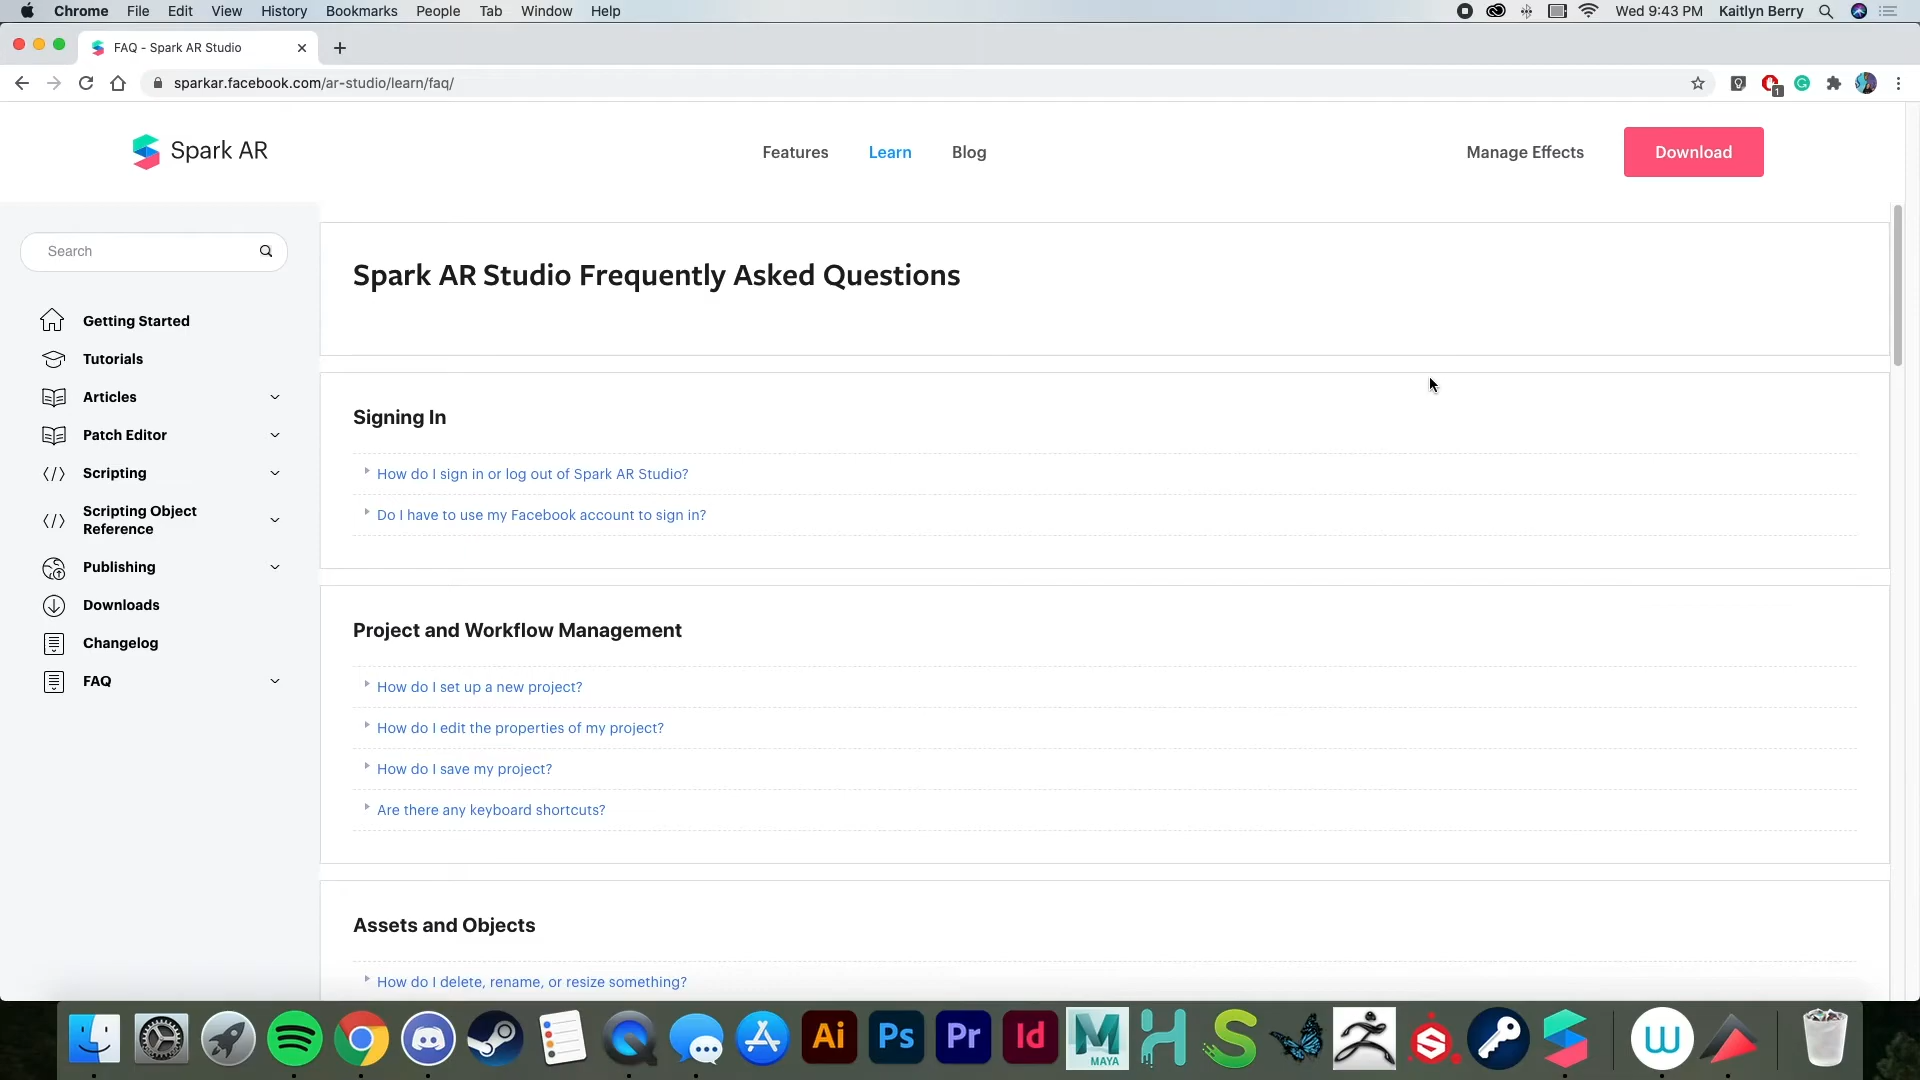 Chrome File Edit View History Bookmarks People Tab Window Help
Wed 9:43 PM Kaitlyn Berry
FAQ - Spark AR Studio
sparkar.facebook.com/ar-studio/learn/faq/
1
Spark AR
Features Learn Blog
Manage Effects Download
Search
Getting Started
Tutorials
Articles
Patch Editor
Scripting
Scripting Object
Reference
Publishing
Downloads
Changelog
FAQ
Spark AR Studio Frequently Asked Questions
Signing In
How do I sign in or log out of Spark AR Studio?
Do I have to use my Facebook account to sign in?
Project and Workflow Management
How do I set up a new project?
How do I edit the properties of my project?
How do I save my project?
Are there any keyboard shortcuts?
Assets and Objects
How do I delete, rename, or resize something?
Ai Ps Pr Id M MAYA S S W